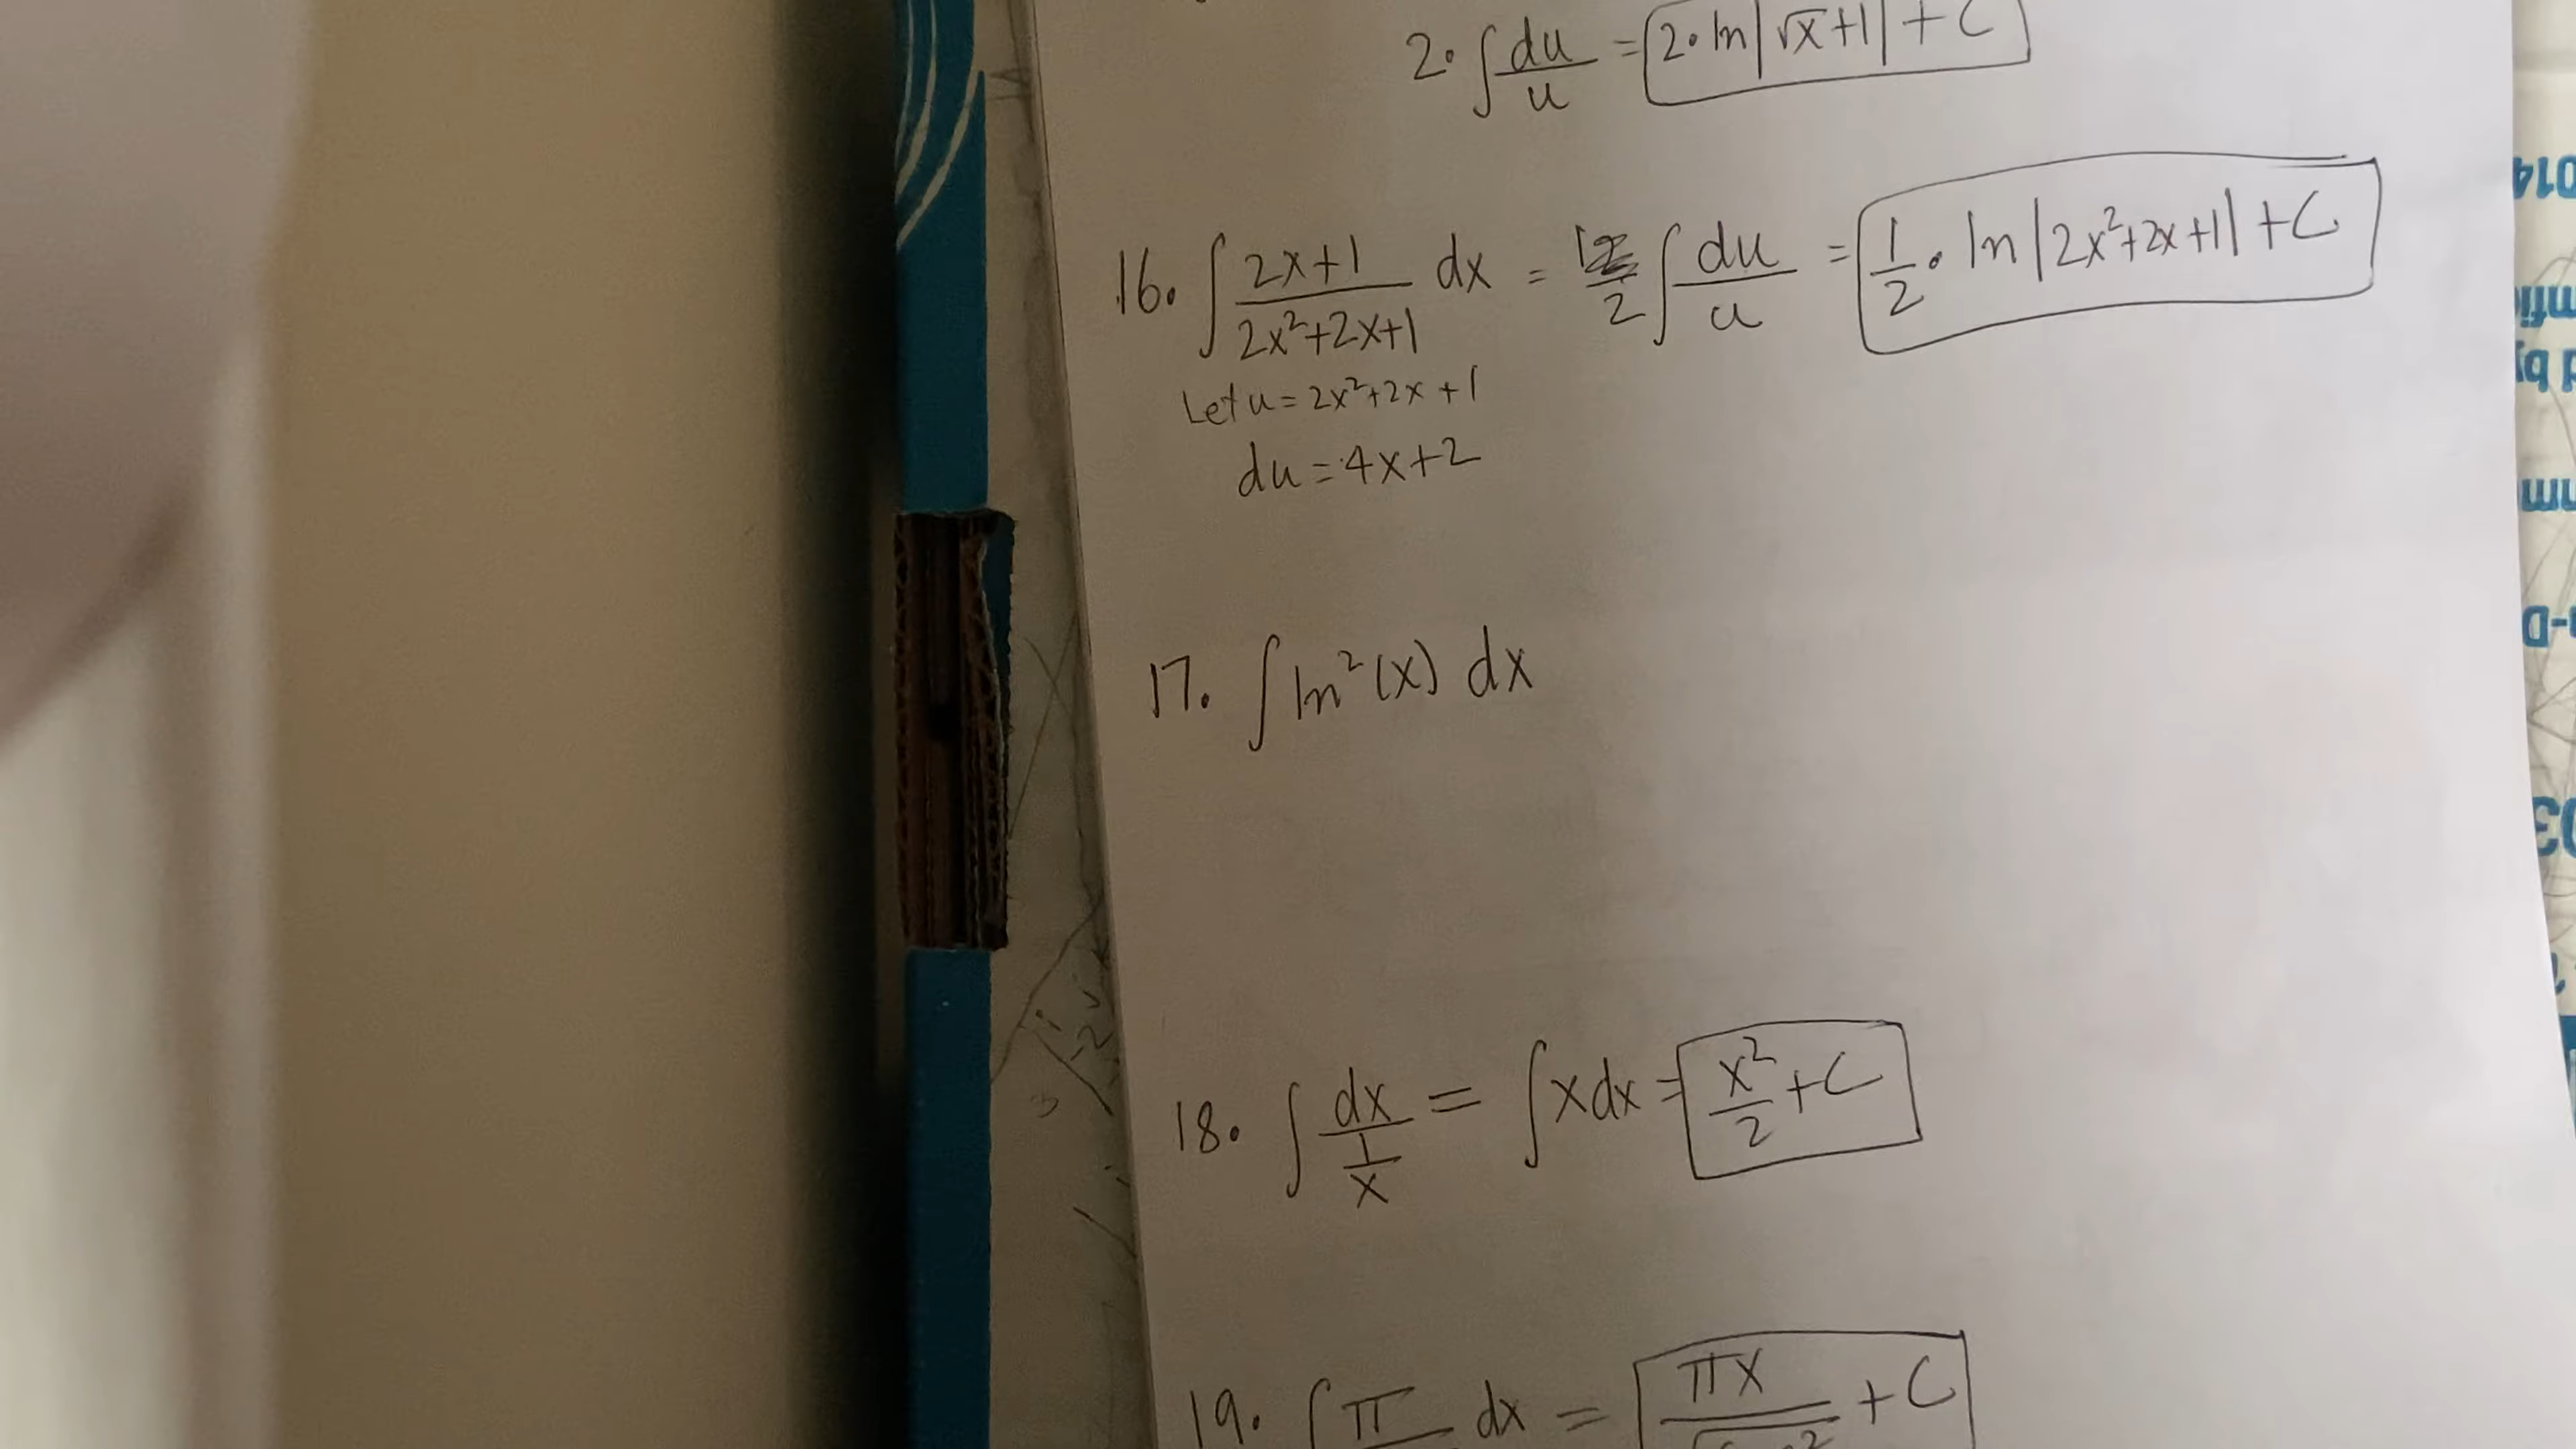 2. ∫ du/u = 2 · ln|√x+1| + C
16. ∫ (2x+1)/(2x²+2x+1) dx = 1/2 ∫ du/u = 1/2 · ln|2x²+2x+1| + C
Let u = 2x²+2x+1
du = 4x+2
17. ∫ ln²(x) dx
18. ∫ dx/(1/x) = ∫ x dx = x²/2 + C
19. ∫ π dx = πx + C
014
03